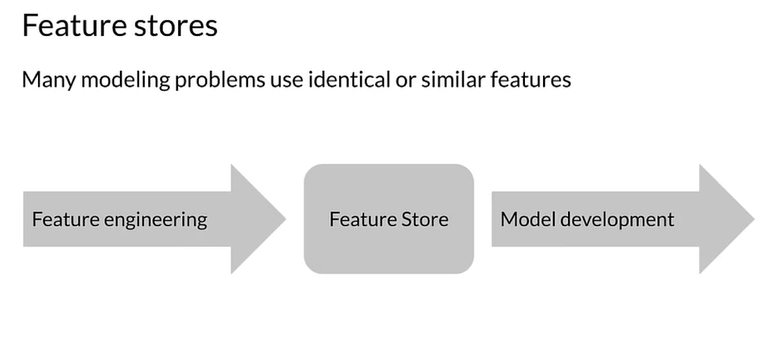 Feature stores
Many modeling problems use identical or similar features
Feature engineering
Feature Store
Model development